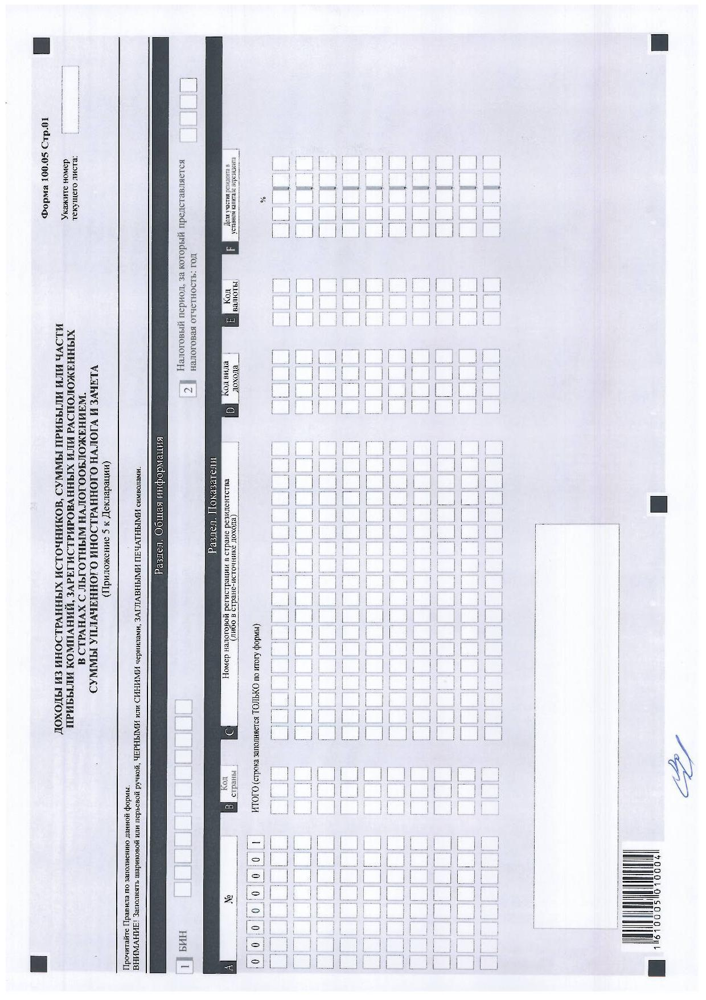 Форма 100.05 Стр.01
Укажите номер
текущего листа:
ДОХОДЫ ИЗ ИНОСТРАННЫХ ИСТОЧНИКОВ, СУММЫ ПРИБЫЛИ ИЛИ ЧАСТИ
ПРИБЫЛИ КОМПАНИЙ, ЗАРЕГИСТРИРОВАННЫХ ИЛИ РАСПОЛОЖЕННЫХ
В СТРАНАХ С ЛЬГОТНЫМ НАЛОГООБЛОЖЕНИЕМ.
СУММЫ УПЛАЧЕННОГО ИНОСТРАННОГО НАЛОГА И ЗАЧЕТА
(Приложение 5 к Декларации)
Прочитайте Правила по заполнению данной формы.
ВНИМАНИЕ! Заполнять шариковой или перьевой ручкой, ЧЕРНЫМИ или СИНИМИ чернилами, ЗАГЛАВНЫМИ ПЕЧАТНЫМИ символами.
Раздел. Общая информация
1 БИН
2 Налоговый период, за который представляется
налоговая отчетность: год
Раздел. Показатели
A №
B Код
страны
C Номер налоговой регистрации в стране резидентства
(либо в стране-источнике дохода)
D Код вида
дохода
E Код
валюты
F Доля участия резидента в
уставном капитале нерезидента
0 0 0 0 0 0 0 1 ИТОГО (строка заполняется ТОЛЬКО по итогу формы) %
1610005010004